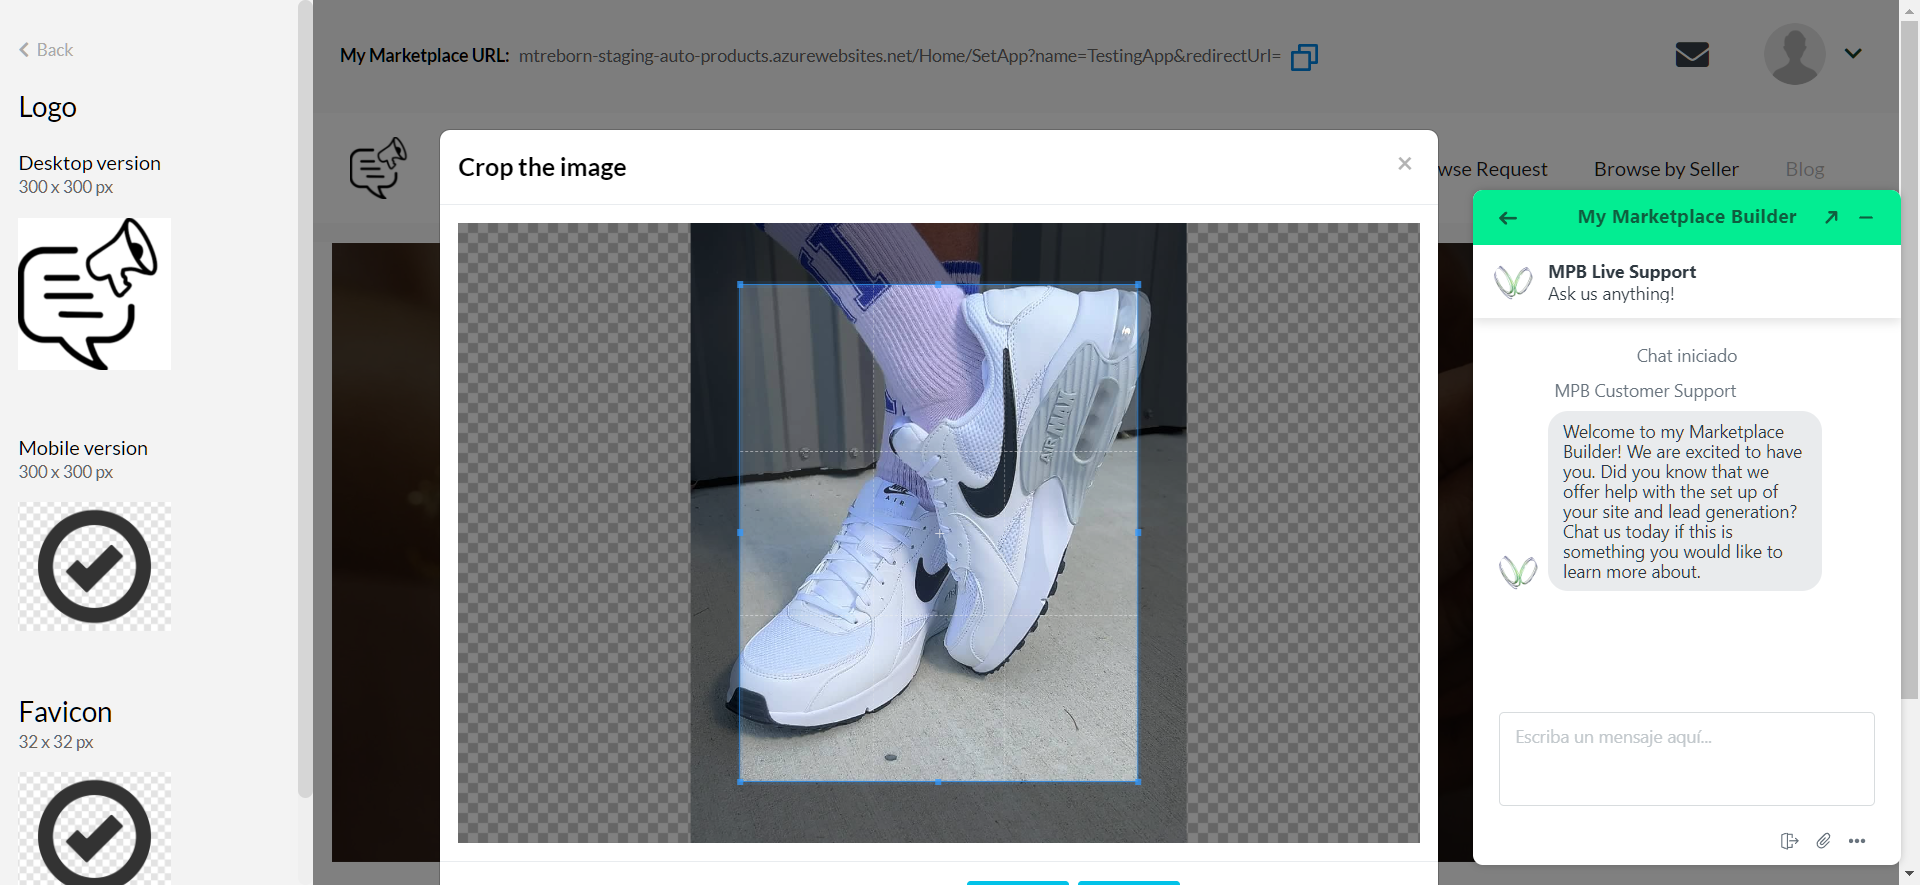 Back
Logo
Desktop version
300 x 300 px
Mobile version
300 x 300 px
Favicon
32 x 32 px
My Marketplace URL: mtreborn-staging-auto-products.azurewebsites.net/Home/SetApp?name=TestingApp&redirectUrl=
wse Request Browse by Seller Blog
Crop the image
×
AIR MAX
AIR
My Marketplace Builder
MPB Live Support
Ask us anything!
Chat iniciado
MPB Customer Support
Welcome to my Marketplace
Builder! We are excited to have
you. Did you know that we
offer help with the set up of
your site and lead generation?
Chat us today if this is
something you would like to
learn more about.
Escriba un mensaje aquí...